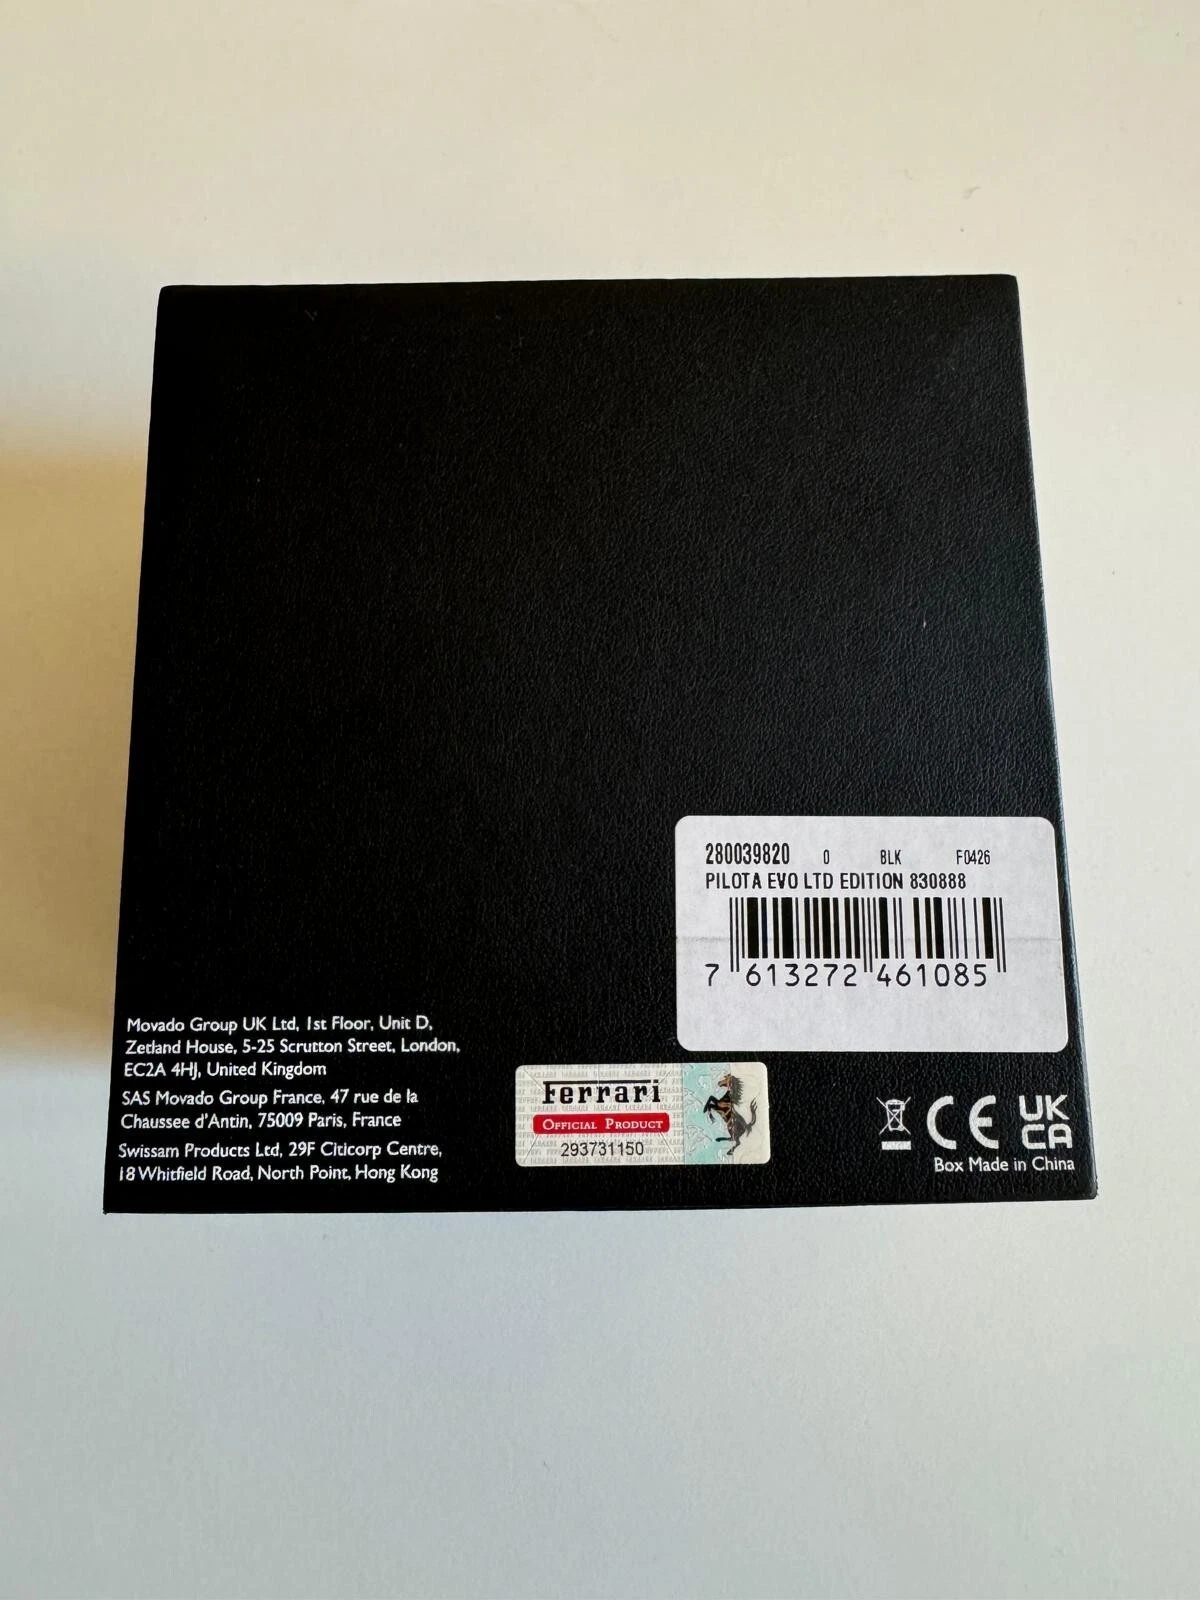 280039820 0 BLK F0426
PILOTA EVO LTD EDITION 830888
7 613272 461085
Movado Group UK Ltd, 1st Floor, Unit D,
Zetland House, 5-25 Scrutton Street, London,
EC2A 4HJ, United Kingdom
SAS Movado Group France, 47 rue de la
Chaussee d'Antin, 75009 Paris, France
Swissam Products Ltd, 29F Citicorp Centre,
18 Whitfield Road, North Point, Hong Kong
Ferrari
OFFICIAL PRODUCT
293731150
CE UK
CA
Box Made in China